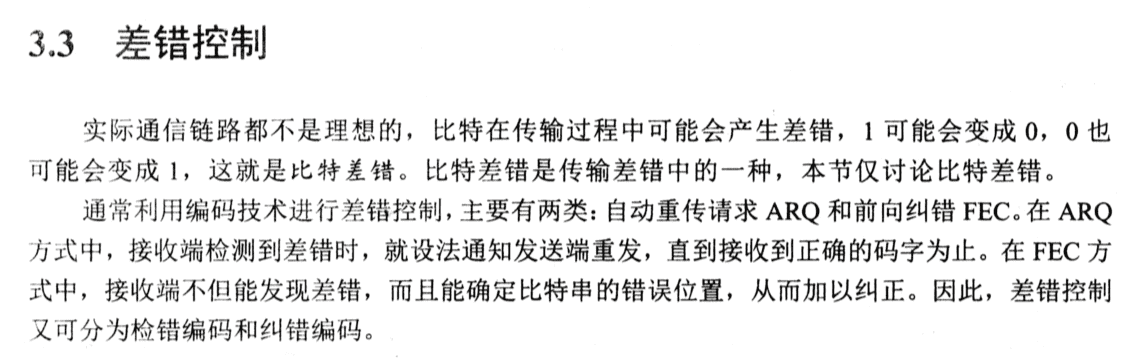 3.3 差错控制
实际通信链路都不是理想的，比特在传输过程中可能会产生差错，1 可能会变成 0，0 也
可能会变成 1，这就是比特差错。比特差错是传输差错中的一种，本节仅讨论比特差错。
通常利用编码技术进行差错控制，主要有两类：自动重传请求 ARQ 和前向纠错 FEC。在 ARQ
方式中，接收端检测到差错时，就设法通知发送端重发，直到接收到正确的码字为止。在 FEC 方
式中，接收端不但能发现差错，而且能确定比特串的错误位置，从而加以纠正。因此，差错控制
又可分为检错编码和纠错编码。